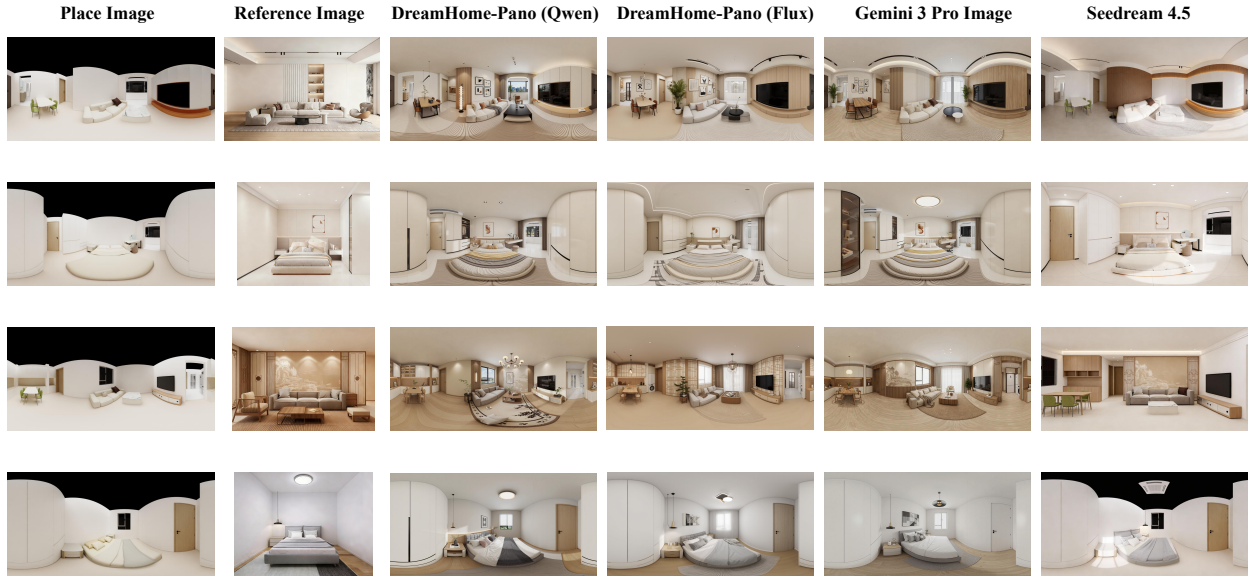 Place Image
Reference Image
DreamHome-Pano (Qwen)
DreamHome-Pano (Flux)
Gemini 3 Pro Image
Seedream 4.5